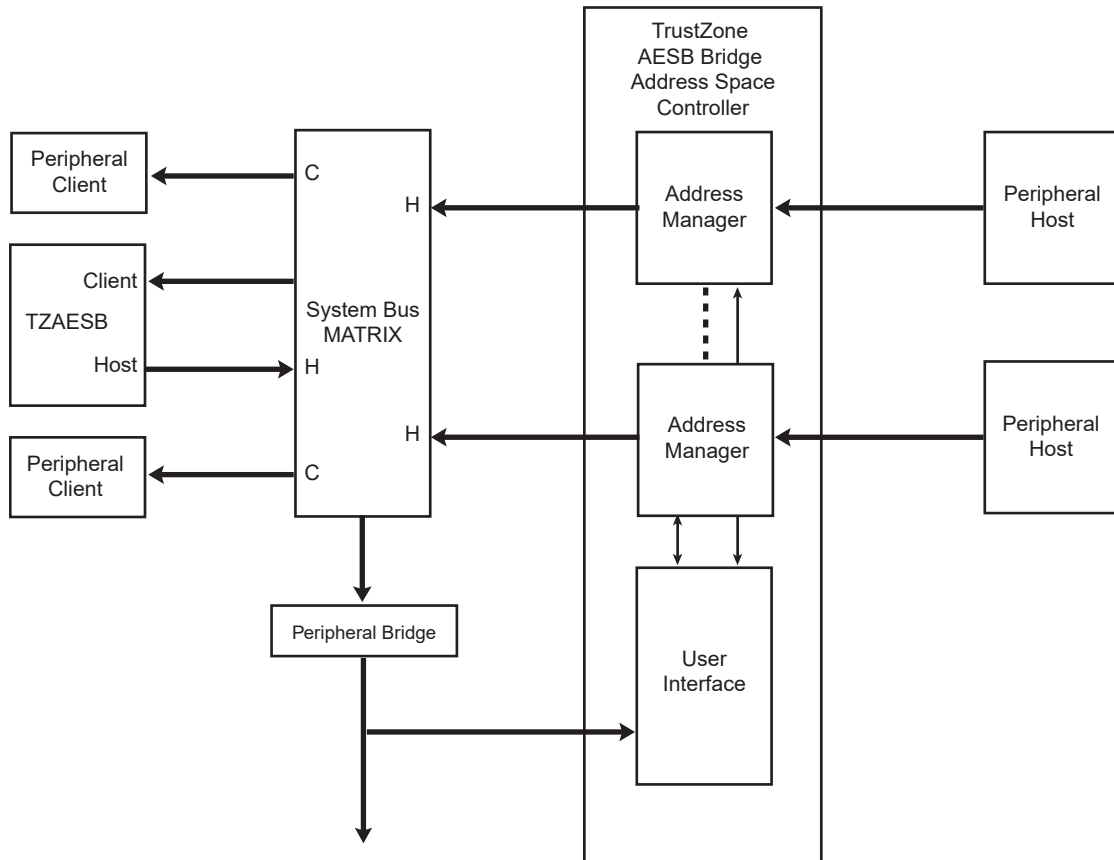 TrustZone
AESB Bridge
Address Space
Controller
Peripheral
Client
C
H
Address
Manager
Peripheral
Host
Client
TZAESB
Host
System Bus
MATRIX
H
Peripheral
Client
H
C
Address
Manager
Peripheral
Host
Peripheral Bridge
User
Interface